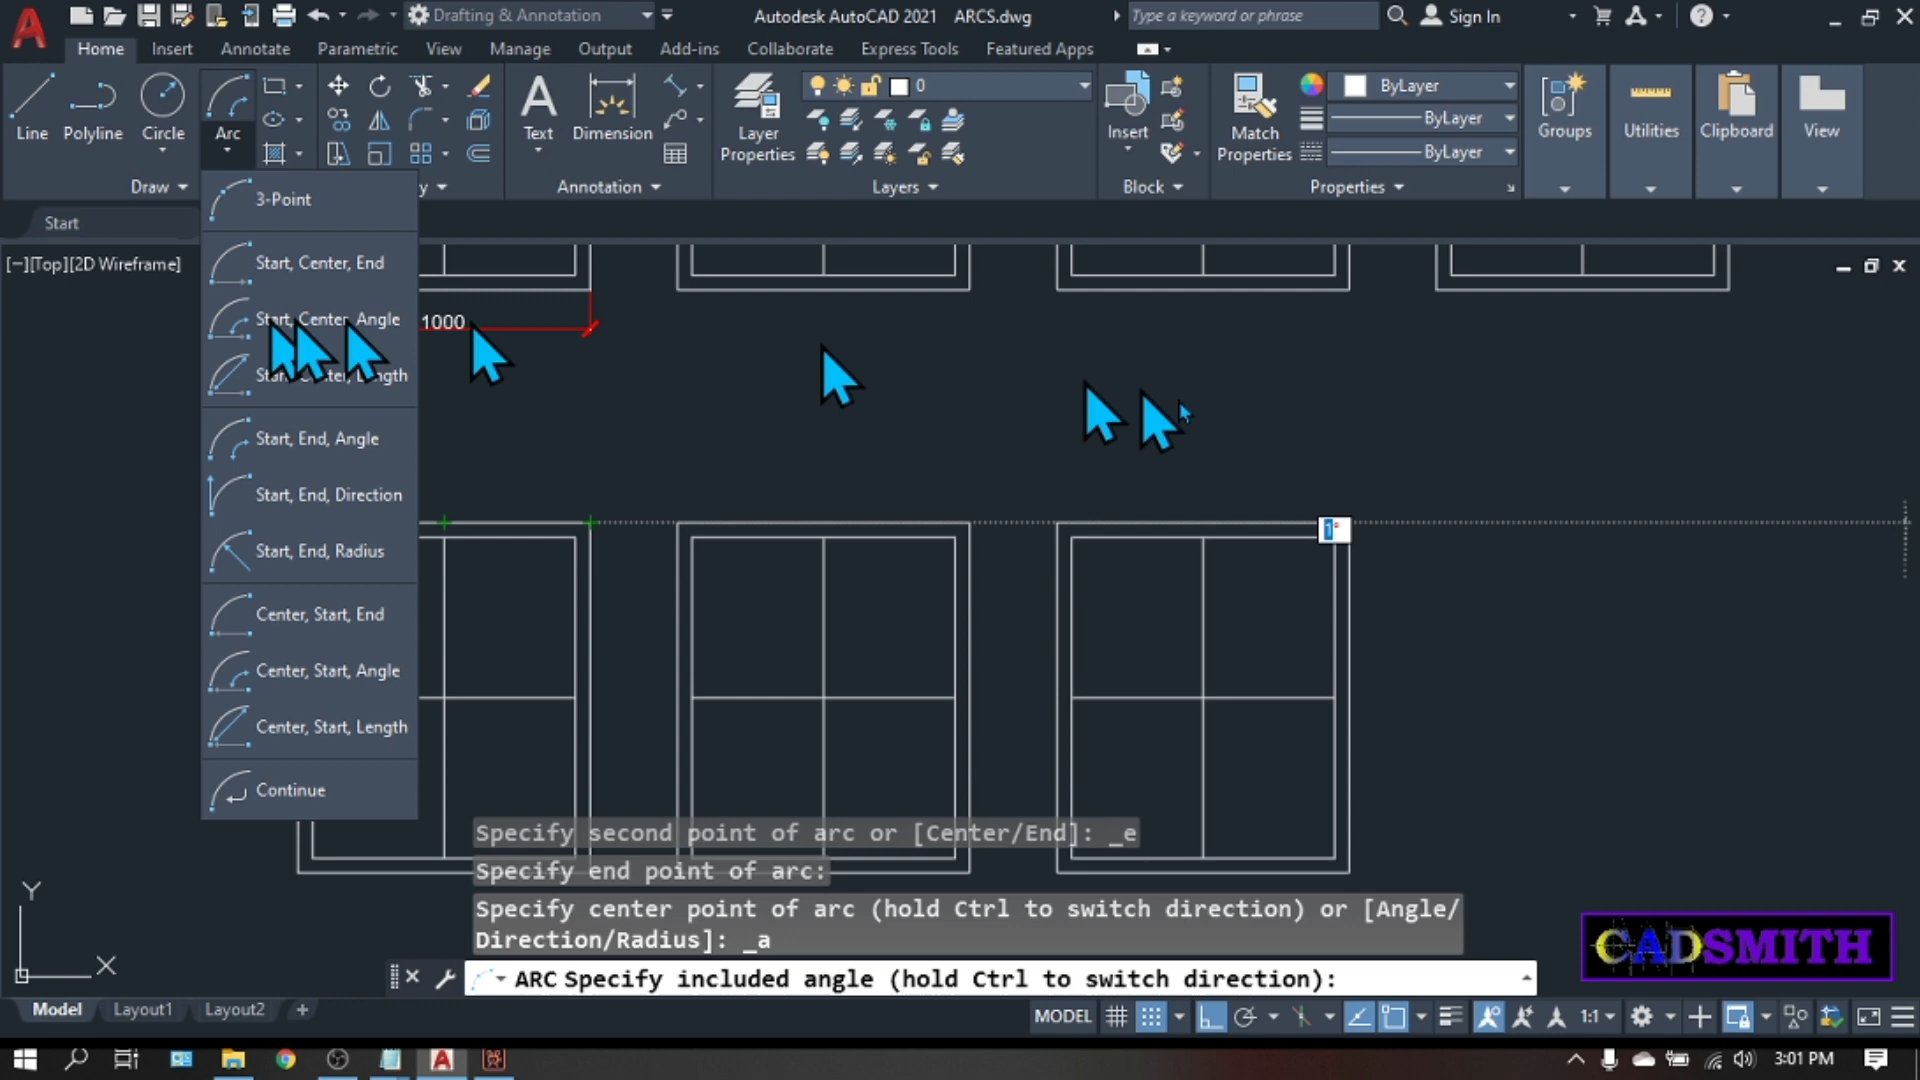 Drafting & Annotation
Autodesk AutoCAD 2021 ARCS.dwg
Type a keyword or phrase
Sign In
Home Insert Annotate Parametric View Manage Output Add-ins Collaborate Express Tools Featured Apps
0
ByLayer
ByLayer
ByLayer
Line Polyline Circle Arc
Text Dimension
Layer Properties
Insert
Match Properties
Groups Utilities Clipboard View
Draw
y
Annotation
Layers
Block
Properties
Start
[−][Top][2D Wireframe]
3-Point
Start, Center, End
Start, Center, Angle
Start, Center, Length
Start, End, Angle
Start, End, Direction
Start, End, Radius
Center, Start, End
Center, Start, Angle
Center, Start, Length
Continue
1000
1°
Y
X
Specify second point of arc or [Center/End]: _e
Specify end point of arc:
Specify center point of arc (hold Ctrl to switch direction) or [Angle/
Direction/Radius]: _a
ARC Specify included angle (hold Ctrl to switch direction):
CADSMITH
Model Layout1 Layout2 +
MODEL
1:1
3:01 PM